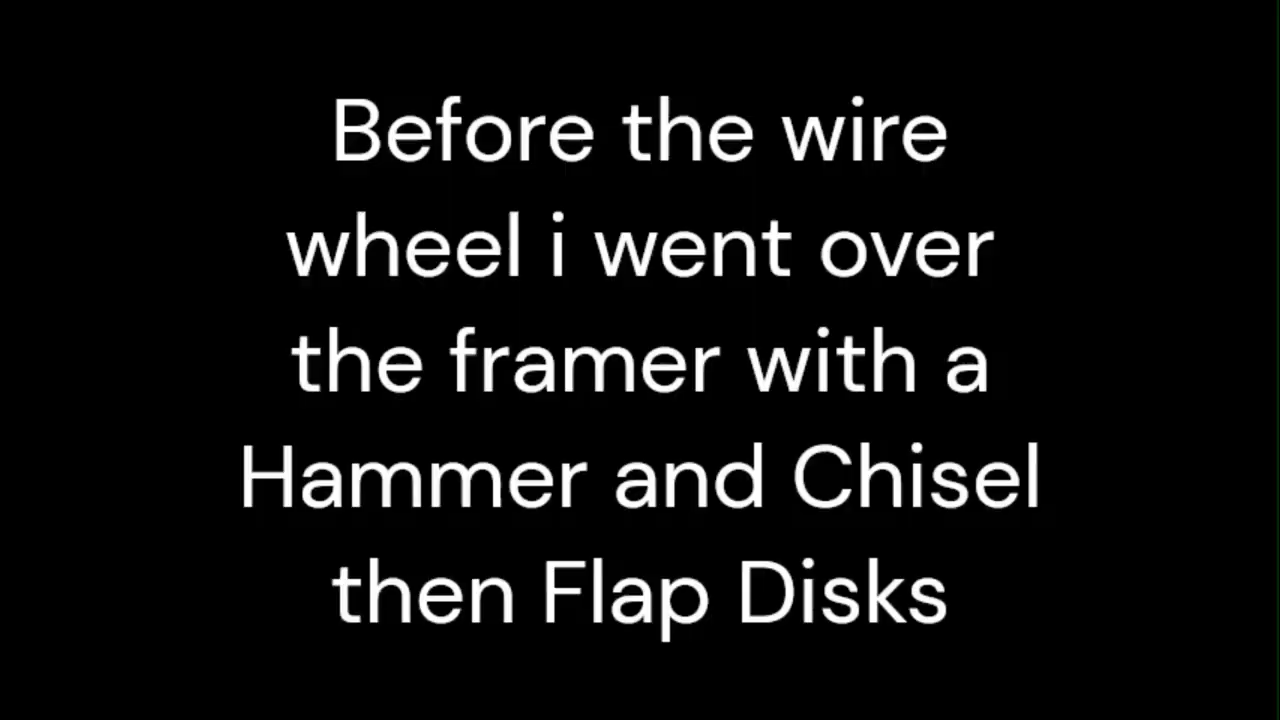 Before the wire
wheel i went over
the framer with a
Hammer and Chisel
then Flap Disks